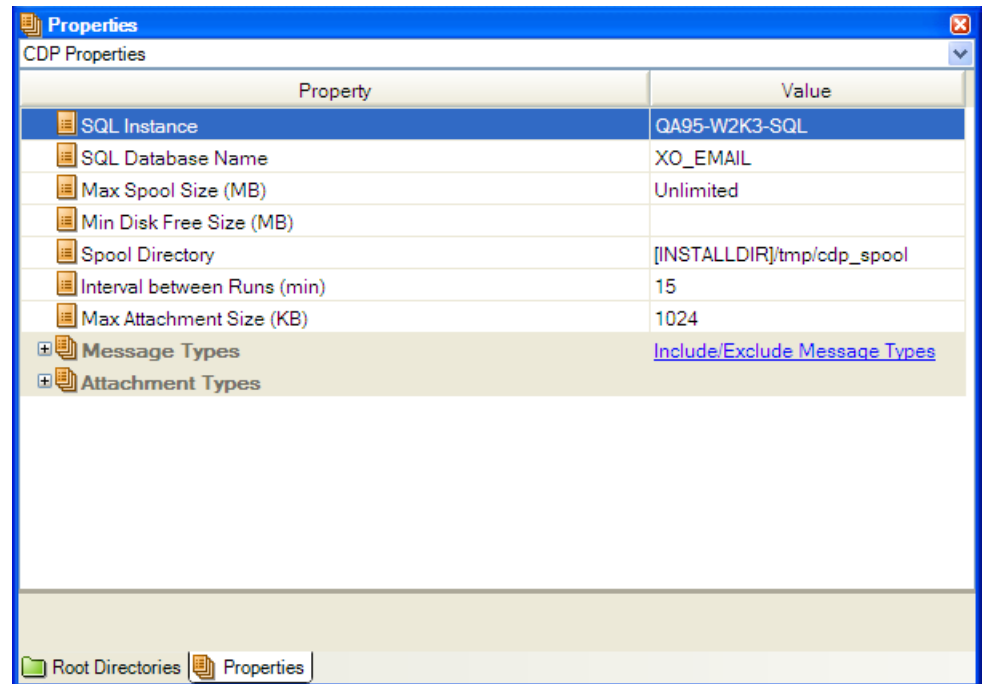 Properties
CDP Properties
Property Value
SQL Instance QA95-W2K3-SQL
SQL Database Name XO_EMAIL
Max Spool Size (MB) Unlimited
Min Disk Free Size (MB)
Spool Directory [INSTALLDIR]/tmp/cdp_spool
Interval between Runs (min) 15
Max Attachment Size (KB) 1024
Message Types Include/Exclude Message Types
Attachment Types
Root Directories Properties